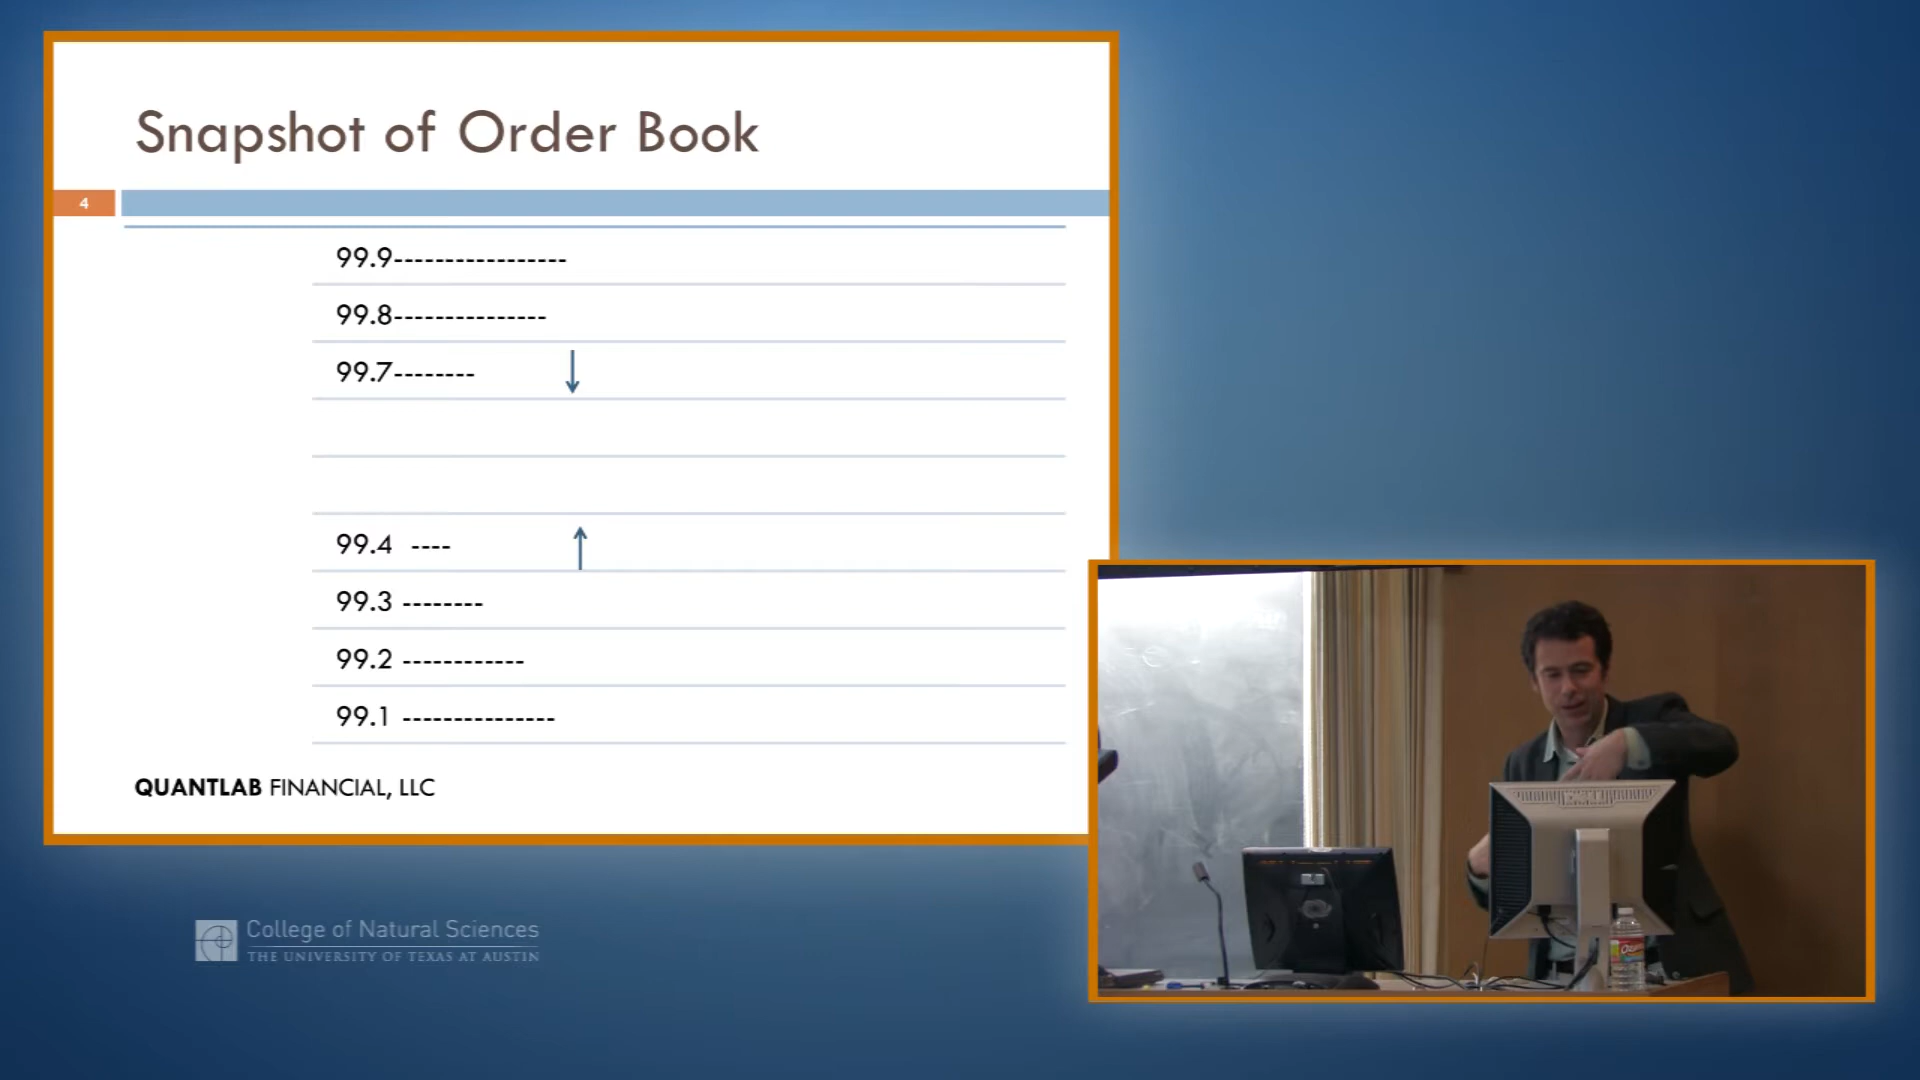 Snapshot of Order Book
4
99.9-----------------
99.8---------------
99.7--------
99.4 ----
99.3 --------
99.2 ------------
99.1 ---------------
QUANTLAB FINANCIAL, LLC
College of Natural Sciences
THE UNIVERSITY OF TEXAS AT AUSTIN